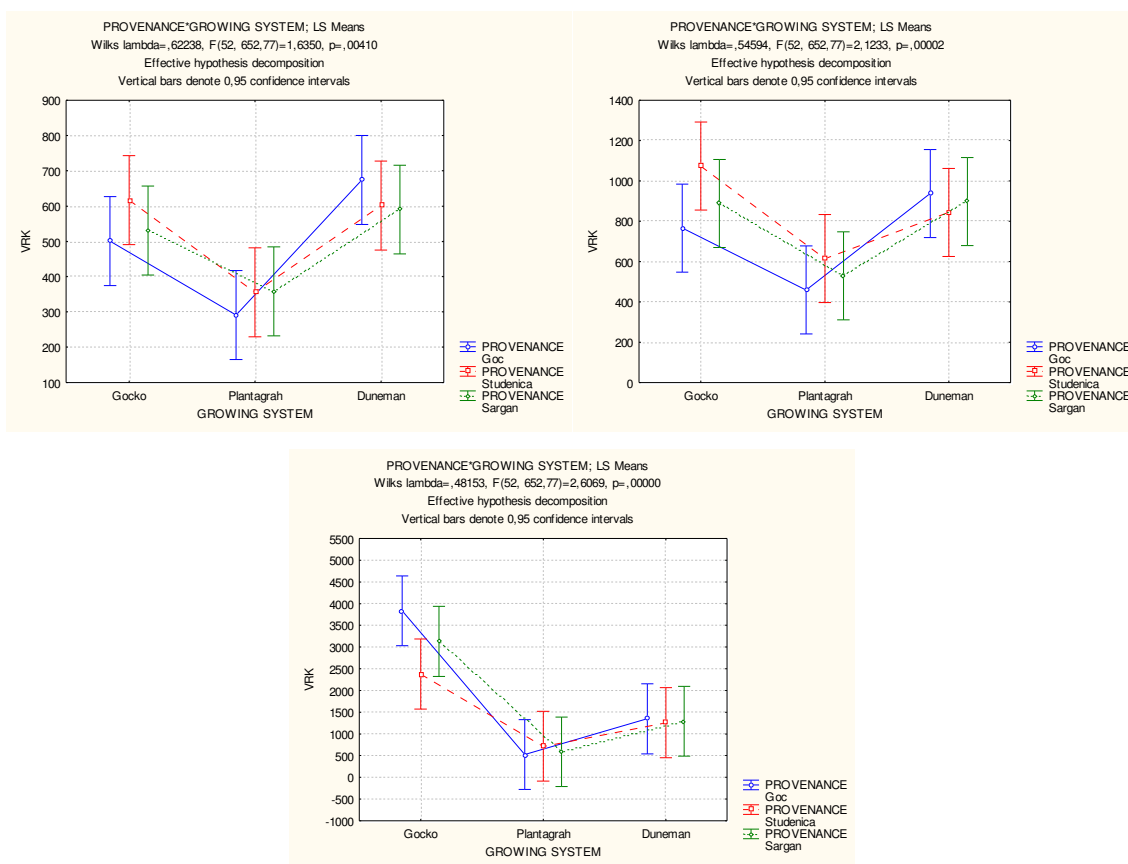 PROVENANCE*GROWING SYSTEM; LS Means
Wilks lambda=,62238, F(52, 652,77)=1,6350, p=,00410
Effective hypothesis decomposition
Vertical bars denote 0,95 confidence intervals
900
800
700
600
500
400
300
200
100
VRK
Gocko
Plantagrah
Duneman
GROWING SYSTEM
PROVENANCE
Goc
PROVENANCE
Studenica
PROVENANCE
Sargan
PROVENANCE*GROWING SYSTEM; LS Means
Wilks lambda=,54594, F(52, 652,77)=2,1233, p=,00002
Effective hypothesis decomposition
Vertical bars denote 0,95 confidence intervals
1400
1200
1000
800
600
400
200
0
VRK
Gocko
Plantagrah
Duneman
GROWING SYSTEM
PROVENANCE
Goc
PROVENANCE
Studenica
PROVENANCE
Sargan
PROVENANCE*GROWING SYSTEM; LS Means
Wilks lambda=,48153, F(52, 652,77)=2,6069, p=,00000
Effective hypothesis decomposition
Vertical bars denote 0,95 confidence intervals
5500
5000
4500
4000
3500
3000
2500
2000
1500
1000
500
0
-500
-1000
VRK
Gocko
Plantagrah
Duneman
GROWING SYSTEM
PROVENANCE
Goc
PROVENANCE
Studenica
PROVENANCE
Sargan